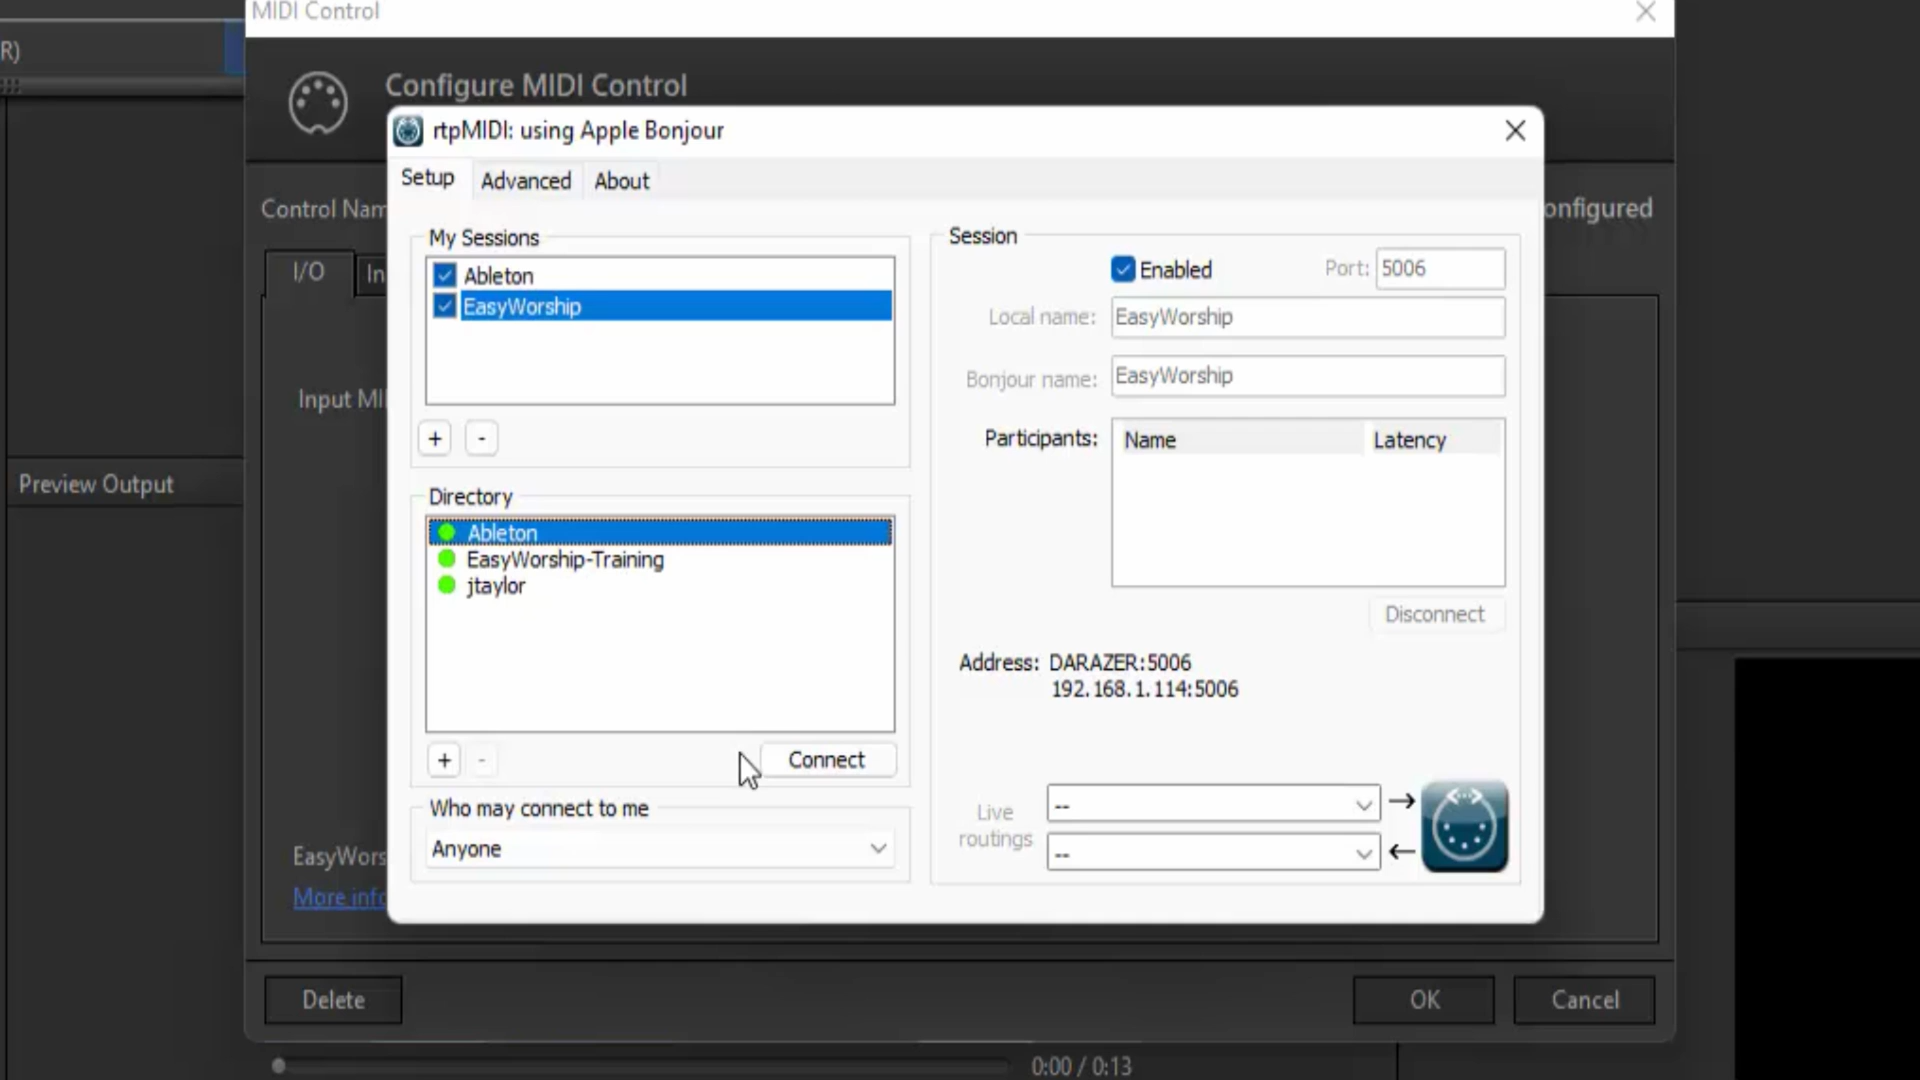 MIDI Control
R)
Configure MIDI Control
rtpMIDI: using Apple Bonjour
Setup
Advanced
About
Control Nam
onfigured
I/O
In
My Sessions
Ableton
EasyWorship
+
-
Session
Enabled
Port: 5006
Local name: EasyWorship
Bonjour name: EasyWorship
Participants:
Name
Latency
Disconnect
Input MI
Preview Output
Directory
Ableton
EasyWorship-Training
jtaylor
+
-
Connect
Address: DARAZER:5006
192.168.1.114:5006
Who may connect to me
Anyone
Live
routings
--
--
EasyWors
More info
Delete
OK
Cancel
0:00 / 0:13